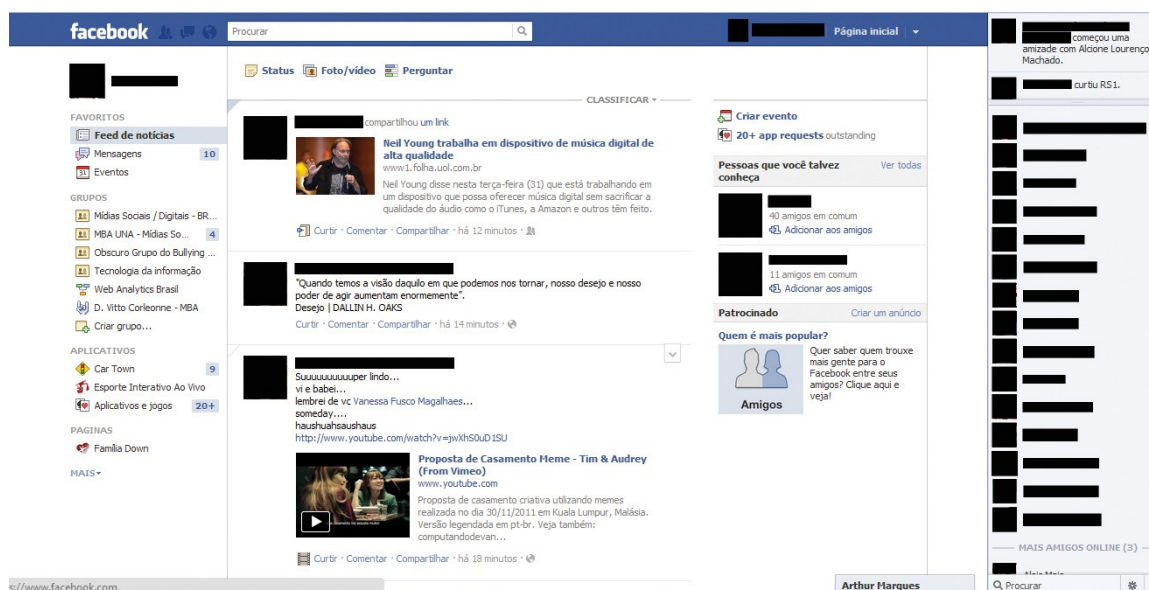 facebook
Procurar
Página inicial
Status
Foto/vídeo
Perguntar
CLASSIFICAR
FAVORITOS
Feed de notícias
Mensagens 10
Eventos
GRUPOS
Mídias Sociais / Digitais - BR...
MBA UNA - Mídias So... 4
Obscuro Grupo do Bullying ...
Tecnologia da informação
Web Analytics Brasil
D. Vitto Corleonne - MBA
Criar grupo...
APLICATIVOS
Car Town 9
Esporte Interativo Ao Vivo
Aplicativos e jogos 20+
PÁGINAS
Família Down
MAIS
compartilhou um link
Neil Young trabalha em dispositivo de música digital de
alta qualidade
www1.folha.uol.com.br
Neil Young disse nesta terça-feira (31) que está trabalhando em
um dispositivo que possa oferecer música digital sem sacrificar a
qualidade do áudio como o iTunes, a Amazon e outros têm feito.
Curtir · Comentar · Compartilhar · há 12 minutos ·
"Quando temos a visão daquilo em que podemos nos tornar, nosso desejo e nosso
poder de agir aumentam enormemente".
Desejo | DALLIN H. OAKS
Curtir · Comentar · Compartilhar · há 14 minutos ·
Suuuuuuuuuuper lindo...
vi e babei...
lembrei de vc Vanessa Fusco Magalhaes...
someday....
haushuahsaushaus
http://www.youtube.com/watch?v=jwXhS0uD1SU
Proposta de Casamento Meme - Tim & Audrey
(From Vimeo)
www.youtube.com
Proposta de casamento criativa utilizando memes
realizada no dia 30/11/2011 em Kuala Lumpur, Malásia.
Versão legendada em pt-br. Veja também:
computandodevan...
Curtir · Comentar · Compartilhar · há 18 minutos ·
Criar evento
20+ app requests outstanding
Pessoas que você talvez
conheça
Ver todas
40 amigos em comum
Adicionar aos amigos
11 amigos em comum
Adicionar aos amigos
Patrocinado Criar um anúncio
Quem é mais popular?
Amigos
Quer saber quem trouxe
mais gente para o
Facebook entre seus
amigos? Clique aqui e
veja!
começou uma
amizade com Alcione Lourenço
Machado.
curtiu RS1.
MAIS AMIGOS ONLINE (3)
Procurar
Arthur Marques
s://www.facebook.com